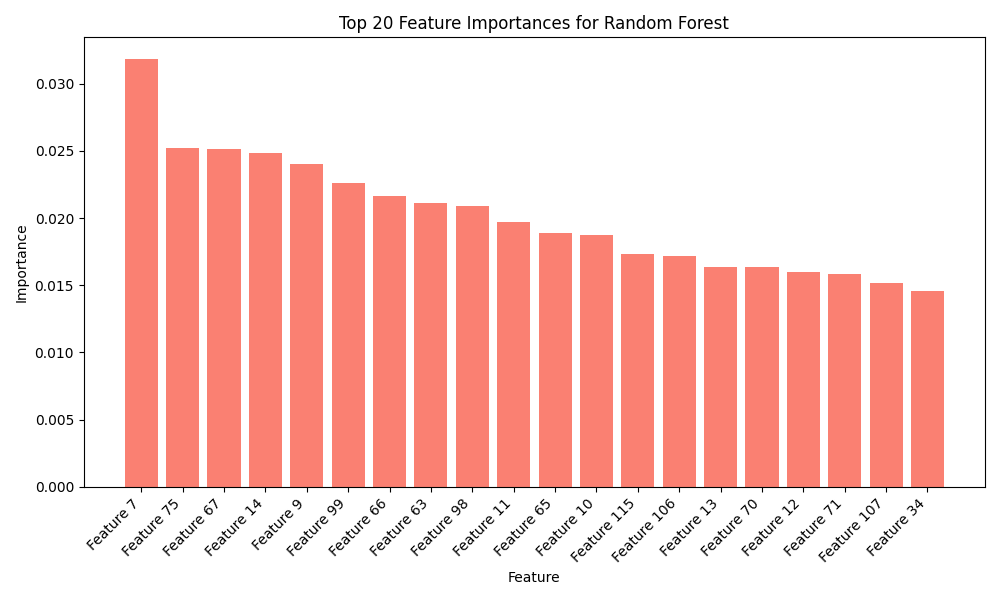 Top 20 Feature Importances for Random Forest
Importance
0.030
0.025
0.020
0.015
0.010
0.005
0.000
Feature 7
Feature 75
Feature 67
Feature 14
Feature 9
Feature 99
Feature 66
Feature 63
Feature 98
Feature 11
Feature 65
Feature 10
Feature 115
Feature 106
Feature 13
Feature 70
Feature 12
Feature 71
Feature 107
Feature 34
Feature